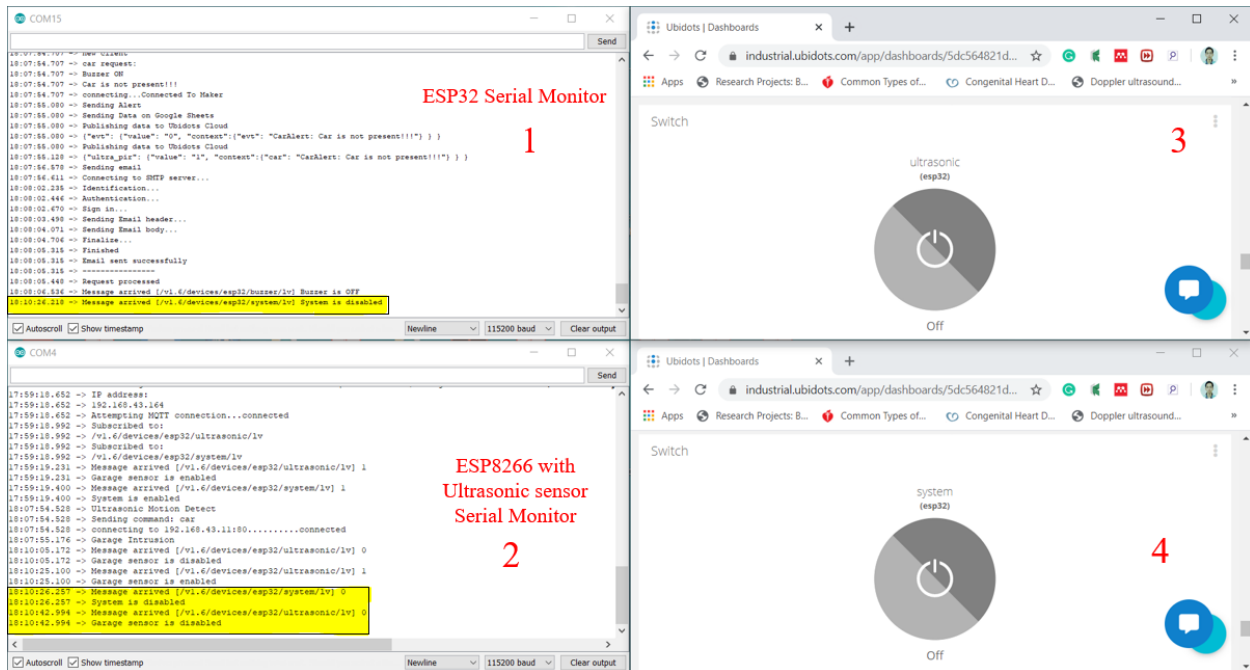 COM15
Send
18:07:54.707 -> New client
18:07:54.707 -> car request:
18:07:54.707 -> Buzzer ON
18:07:54.707 -> Car is not present!!!
18:07:54.707 -> connecting...Connected To Maker
18:07:55.080 -> Sending Alert
18:07:55.080 -> Sending Data on Google Sheets
18:07:55.080 -> Publishing data to Ubidots Cloud
18:07:55.080 -> {"evt": {"value": "0", "context":{"evt": "CarAlert: Car is not present!!!"} } }
18:07:55.080 -> Publishing data to Ubidots Cloud
18:07:55.128 -> {"ultra_pir": {"value": "1", "context":{"car": "CarAlert: Car is not present!!!"} } }
18:07:56.570 -> Sending email
18:07:56.611 -> Connecting to SMTP server...
18:08:02.235 -> Identification...
18:08:02.446 -> Authentication...
18:08:02.670 -> Sign in...
18:08:03.490 -> Sending Email header...
18:08:04.071 -> Sending Email body...
18:08:04.706 -> Finalize...
18:08:05.315 -> Finished
18:08:05.315 -> Email sent successfully
18:08:05.315 -> ---------------
18:08:05.440 -> Request processed
18:08:06.536 -> Message arrived [/v1.6/devices/esp32/buzzer/lv] Buzzer is OFF
18:10:26.218 -> Message arrived [/v1.6/devices/esp32/system/lv] System is disabled
ESP32 Serial Monitor
1
Autoscroll Show timestamp Newline 115200 baud Clear output
COM4
Send
17:59:18.652 -> IP address:
17:59:18.652 -> 192.168.43.164
17:59:18.652 -> Attempting MQTT connection...connected
17:59:18.992 -> Subscribed to:
17:59:18.992 -> /v1.6/devices/esp32/ultrasonic/lv
17:59:18.992 -> Subscribed to:
17:59:18.992 -> /v1.6/devices/esp32/system/lv
17:59:19.231 -> Message arrived [/v1.6/devices/esp32/ultrasonic/lv] 1
17:59:19.231 -> Garage sensor is enabled
17:59:19.400 -> Message arrived [/v1.6/devices/esp32/system/lv] 1
17:59:19.400 -> System is enabled
18:07:54.528 -> Ultrasonic Motion Detect
18:07:54.528 -> Sending command: car
18:07:54.528 -> connecting to 192.168.43.11:80..........connected
18:07:55.176 -> Garage Intrusion
18:10:05.172 -> Message arrived [/v1.6/devices/esp32/ultrasonic/lv] 0
18:10:05.172 -> Garage sensor is disabled
18:10:25.100 -> Message arrived [/v1.6/devices/esp32/ultrasonic/lv] 1
18:10:25.100 -> Garage sensor is enabled
18:10:26.257 -> Message arrived [/v1.6/devices/esp32/system/lv] 0
18:10:26.257 -> System is disabled
18:10:42.994 -> Message arrived [/v1.6/devices/esp32/ultrasonic/lv] 0
18:10:42.994 -> Garage sensor is disabled
ESP8266 with
Ultrasonic sensor
Serial Monitor
2
Autoscroll Show timestamp Newline 115200 baud Clear output
Ubidots | Dashboards
industrial.ubidots.com/app/dashboards/5dc564821d...
Apps Research Projects: B... Common Types of... Congenital Heart D... Doppler ultrasound... »
Switch
3
ultrasonic
(esp32)
Off
Ubidots | Dashboards
industrial.ubidots.com/app/dashboards/5dc564821d...
Apps Research Projects: B... Common Types of... Congenital Heart D... Doppler ultrasound... »
Switch
system
(esp32)
4
Off